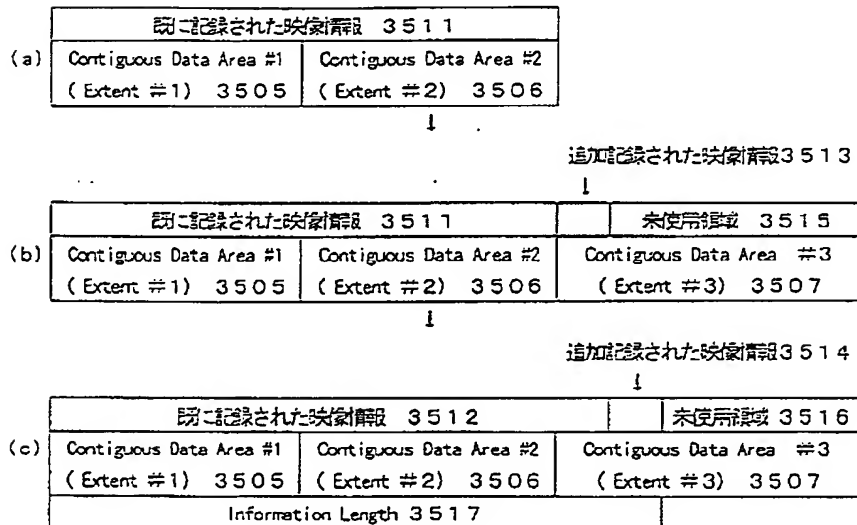 既に記録された映像情報 3511
(a)
Contiguous Data Area #1 Contiguous Data Area #2
(Extent #1) 3505 (Extent #2) 3506
追加記録された映像情報3513
既に記録された映像情報 3511 未使用領域 3515
(b)
Contiguous Data Area #1 Contiguous Data Area #2 Contiguous Data Area #3
(Extent #1) 3505 (Extent #2) 3506 (Extent #3) 3507
追加記録された映像情報3514
既に記録された映像情報 3512 未使用領域 3516
(c)
Contiguous Data Area #1 Contiguous Data Area #2 Contiguous Data Area #3
(Extent #1) 3505 (Extent #2) 3506 (Extent #3) 3507
Information Length 3517